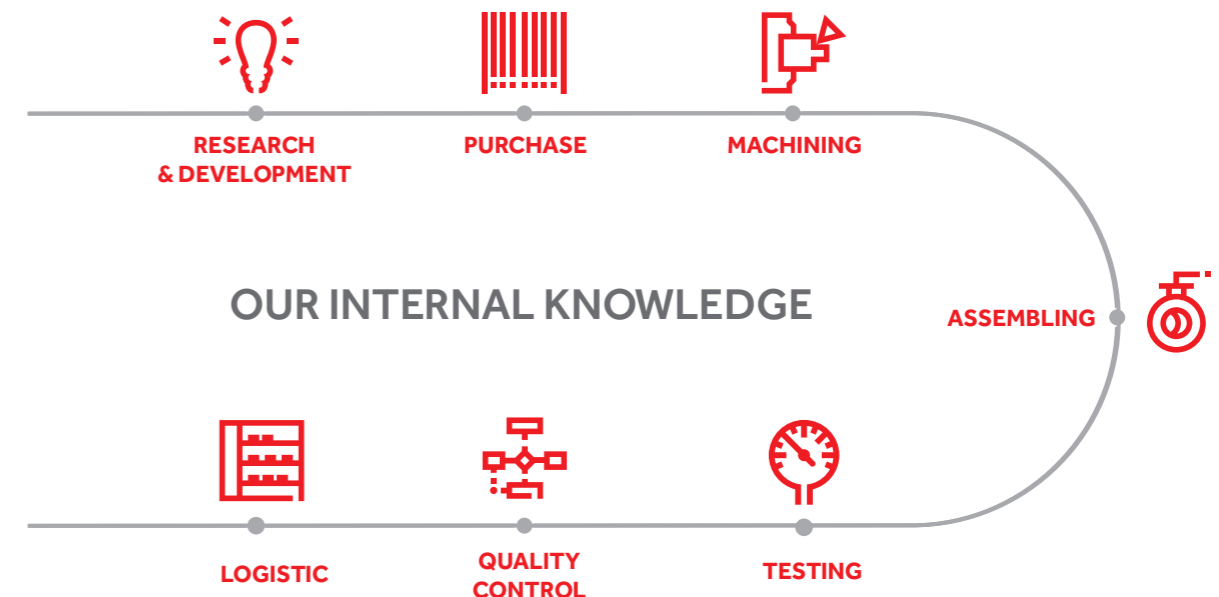 RESEARCH
& DEVELOPMENT
PURCHASE
MACHINING
OUR INTERNAL KNOWLEDGE
ASSEMBLING
LOGISTIC
QUALITY
CONTROL
TESTING